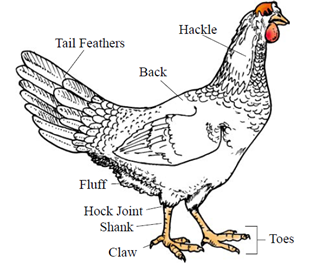 Hackle
Tail Feathers
Back
Fluff
Hock Joint
Shank
Toes
Claw